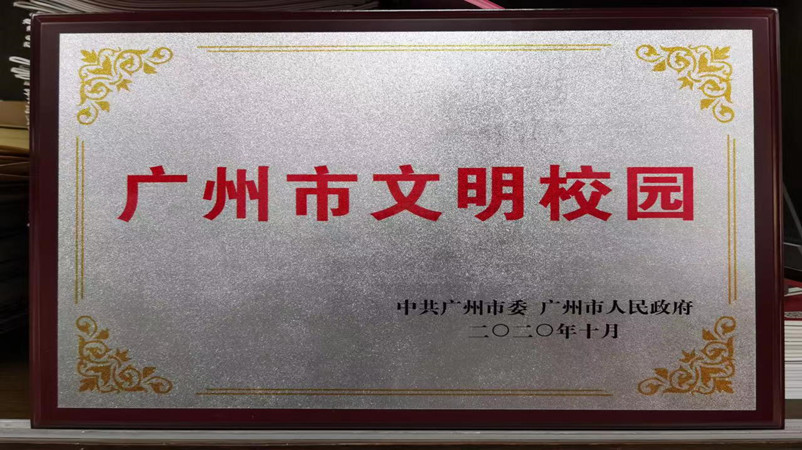 广州市文明校园
中共广州市委 广州市人民政府
二〇二〇年十月